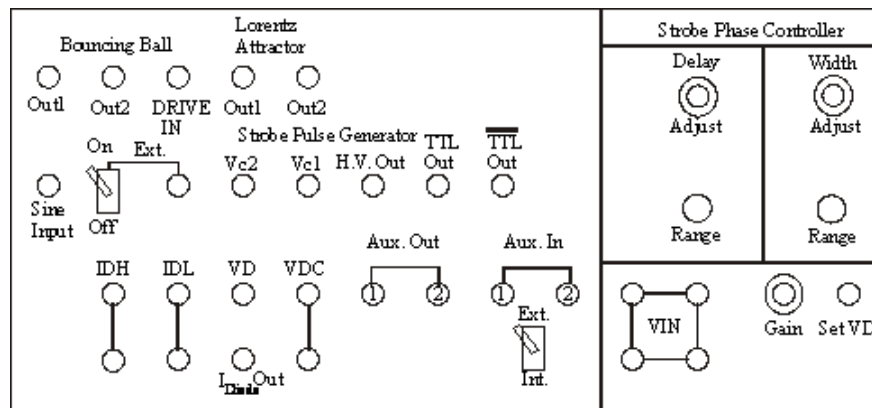 Lorentz
Attractor
Bouncing Ball
Out1 Out2 DRIVE IN Out1 Out2
Strobe Pulse Generator
On
Ext.
Off
Sine
Input
Vc2 Vc1 H.V. Out TTL Out TTL Out
Aux. Out
Aux. In
IDH IDL VD VDC
1 2 1 2
Ext.
Int.
I Diode Out
Strobe Phase Controller
Delay
Adjust
Range
Width
Adjust
Range
VIN
Gain
Set VD